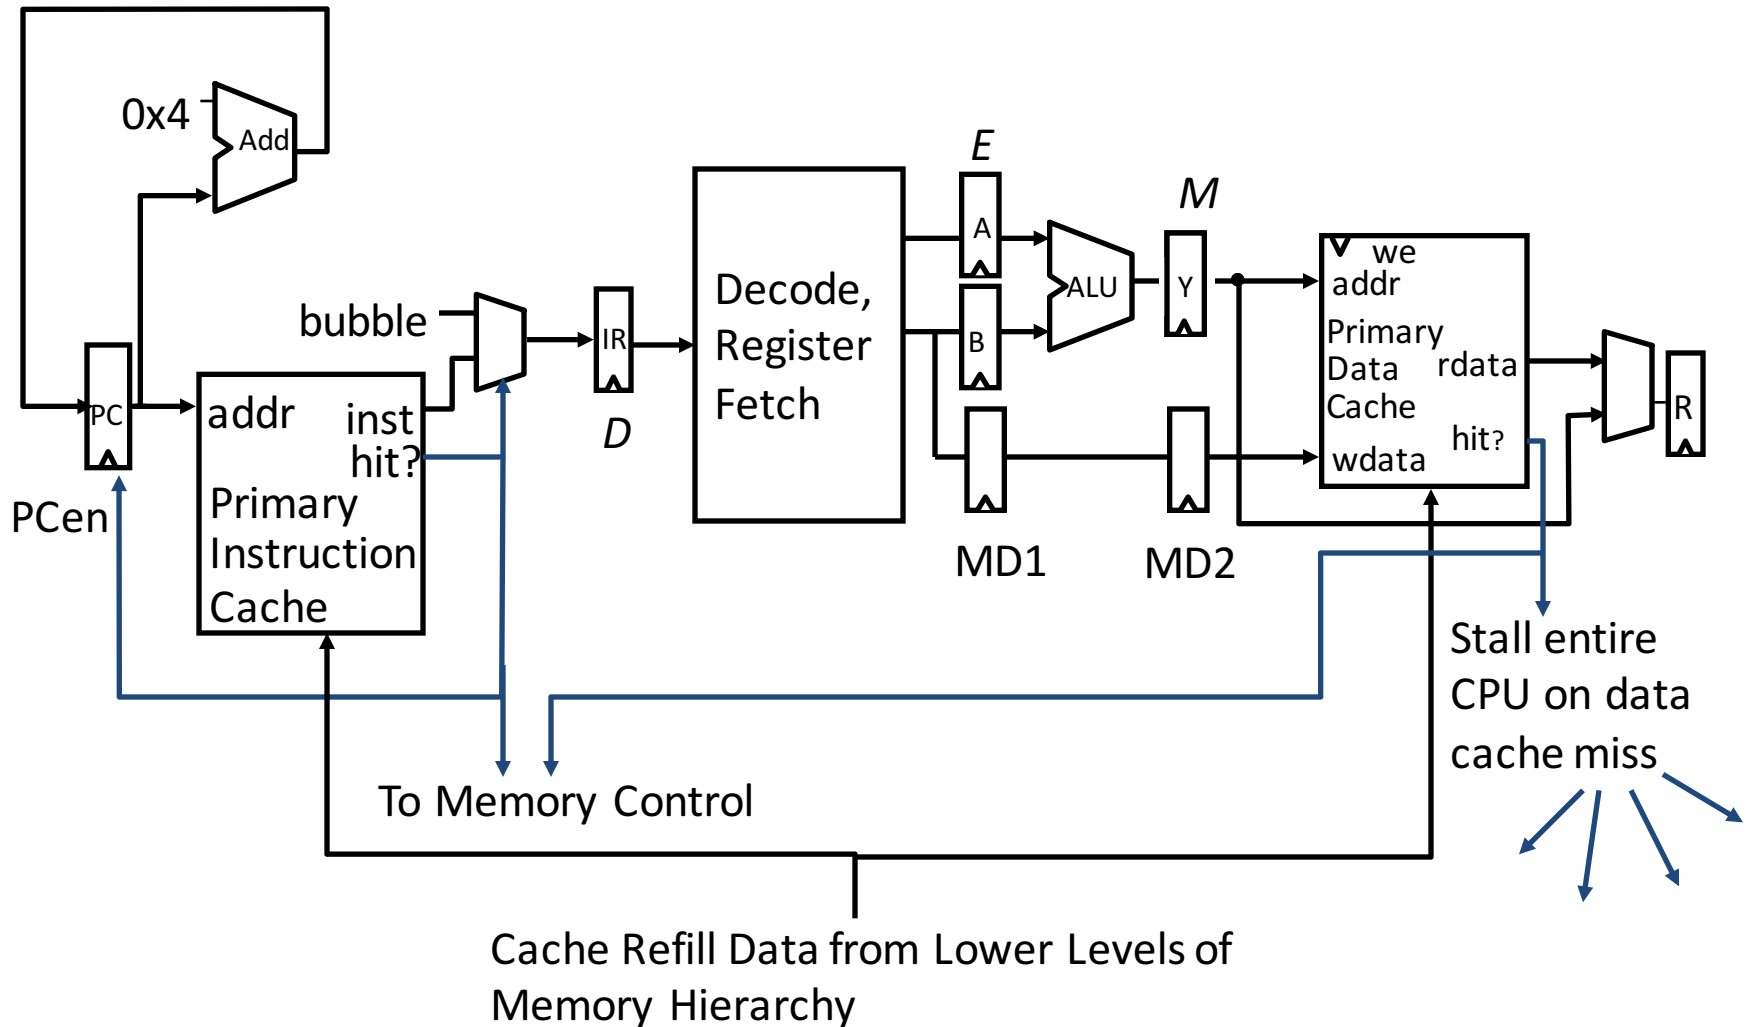 0x4
Add
E
M
A
we
addr
ALU
Y
Decode,
Register
Fetch
bubble
IR
B
Primary
Data
Cache
rdata
PC
addr
inst
hit?
D
R
hit?
wdata
Primary
Instruction
Cache
PCen
MD1
MD2
Stall entire
CPU on data
cache miss
To Memory Control
Cache Refill Data from Lower Levels of
Memory Hierarchy